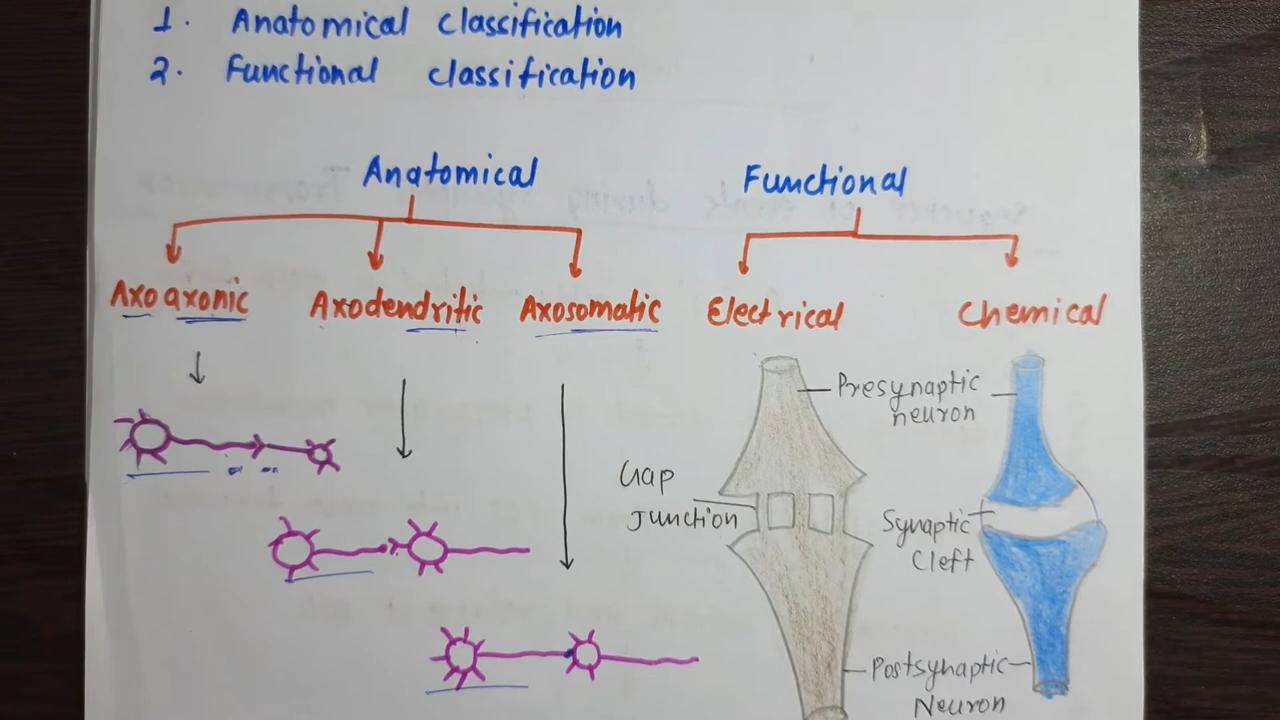 1. Anatomical classification
2. Functional classification
Anatomical
Functional
Axoaxonic
Axodendritic
Axosomatic
Electrical
Chemical
Presynaptic
neuron
Gap
Junction
Synaptic
Cleft
Postsynaptic
Neuron